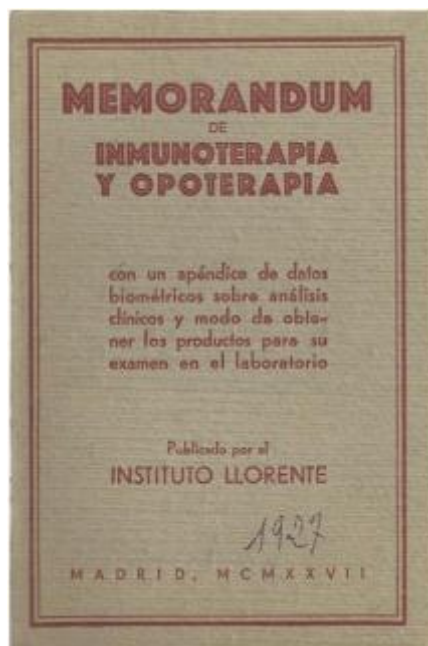 MEMORANDUM
DE
INMUNOTERAPIA
Y OPOTERAPIA
con un apéndice de datos
biométricos sobre análisis
clínicos y modo de obte-
ner los productos para su
examen en el laboratorio
Publicado por el
INSTITUTO LLORENTE
1927
MADRID, MCMXXVII